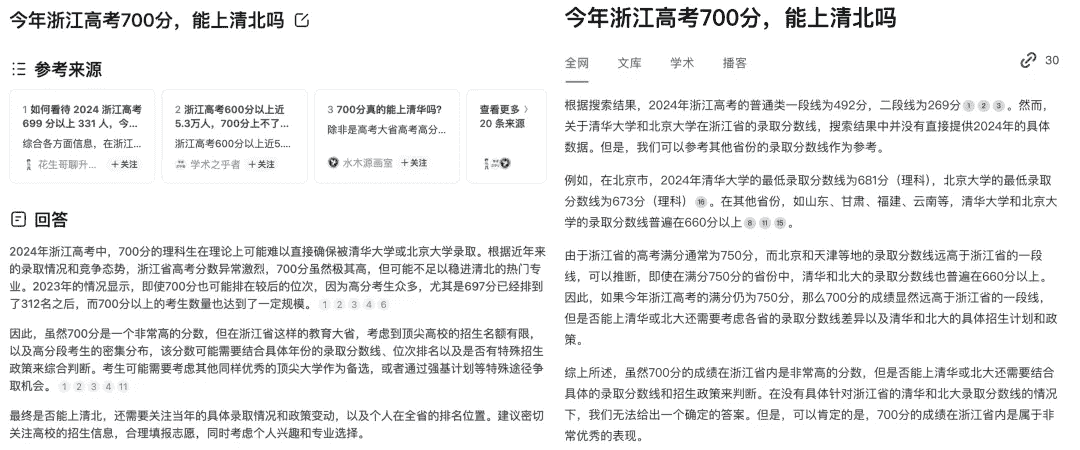 今年浙江高考700分，能上清北吗
参考来源
1 如何看待 2024 浙江高考
699 分以上 331 人，今...
综合各方面信息，在浙江...
花生哥聊升... +关注
2 浙江高考600分以上近
5.3万人，700分上不了...
浙江高考600分以上近5....
学术之乎者 +关注
3 700分真的能上清华吗?
除非是高考大省高考高分...
水木源画室 +关注
查看更多 〉
20 条来源
回答
2024年浙江高考中，700分的理科生在理论上可能难以直接确保被清华大学或北京大学录取。根据近年来
的录取情况和竞争态势，浙江省高考分数异常激烈，700分虽然极其高，但可能不足以稳进清北的热门专
业。2023年的情况显示，即使700分也可能排在较后的位次，因为高分考生众多，尤其是697分已经排到
了312名之后，而700分以上的考生数量也达到了一定规模。 1 2 3 4 6
因此，虽然700分是一个非常高的分数，但在浙江省这样的教育大省，考虑到顶尖高校的招生名额有限，
以及高分段考生的密集分布，该分数可能需要结合具体年份的录取分数线、位次排名以及是否有特殊招生
政策来综合判断。考生可能需要考虑其他同样优秀的顶尖大学作为备选，或者通过强基计划等特殊途径争
取机会。 1 2 3 4 11
最终是否能上清北，还需要关注当年的具体录取情况和政策变动，以及个人在全省的排名位置。建议密切
关注高校的招生信息，合理填报志愿，同时考虑个人兴趣和专业选择。
今年浙江高考700分，能上清北吗
全网 文库 学术 播客 30
根据搜索结果，2024年浙江高考的普通类一段线为492分，二段线为269分 1 2 3 。然而，
关于清华大学和北京大学在浙江省的录取分数线，搜索结果中并没有直接提供2024年的具体
数据。但是，我们可以参考其他省份的录取分数线作为参考。
例如，在北京市，2024年清华大学的最低录取分数线为681分（理科），北京大学的最低录取
分数线为673分（理科） 16 。在其他省份，如山东、甘肃、福建、云南等，清华大学和北京大
学的录取分数线普遍在660分以上 8 11 15 。
由于浙江省的高考满分通常为750分，而北京和天津等地的录取分数线远高于浙江省的一段
线，可以推断，即使在满分750分的省份中，清华和北大的录取分数线也普遍在660分以上。
因此，如果今年浙江高考的满分仍为750分，那么700分的成绩显然远高于浙江省的一段线，
但是否能上清华或北大还需要考虑各省的录取分数线差异以及清华和北大的具体招生计划和政
策。
综上所述，虽然700分的成绩在浙江省内是非常高的分数，但是否能上清华或北大还需要结合
具体的录取分数线和招生政策来判断。在没有具体针对浙江省的清华和北大录取分数线的情况
下，我们无法给出一个确定的答案。但是，可以肯定的是，700分的成绩在浙江省内是属于非
常优秀的表现。